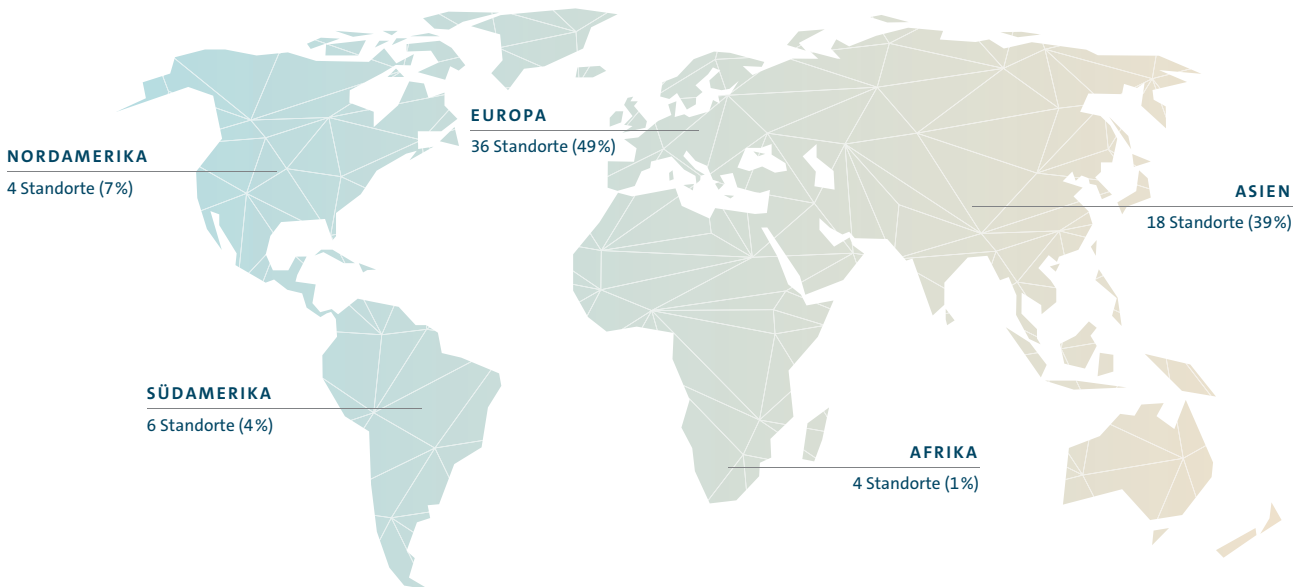 EUROPA
36 Standorte (49%)
NORDAMERIKA
4 Standorte (7%)
ASIEN
18 Standorte (39%)
SÜDAMERIKA
6 Standorte (4%)
AFRIKA
4 Standorte (1%)